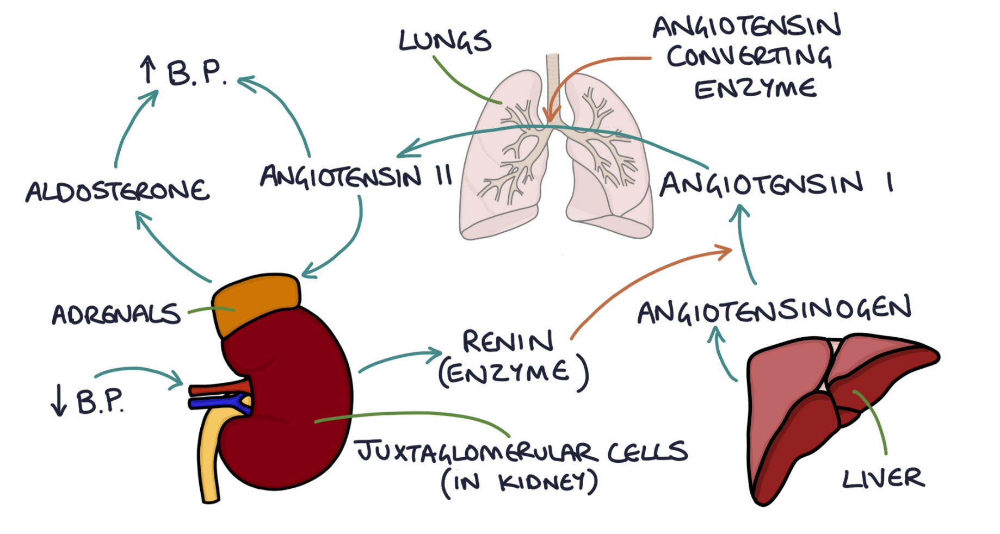 LUNGS
ANGIOTENSIN
CONVERTING
ENZYME
↑ B.P.
ALDOSTERONE
ANGIOTENSIN II
ANGIOTENSIN I
ADRENALS
RENIN
(ENZYME)
ANGIOTENSINOGEN
↓ B.P.
JUXTAGLOMERULAR CELLS
(IN KIDNEY)
LIVER